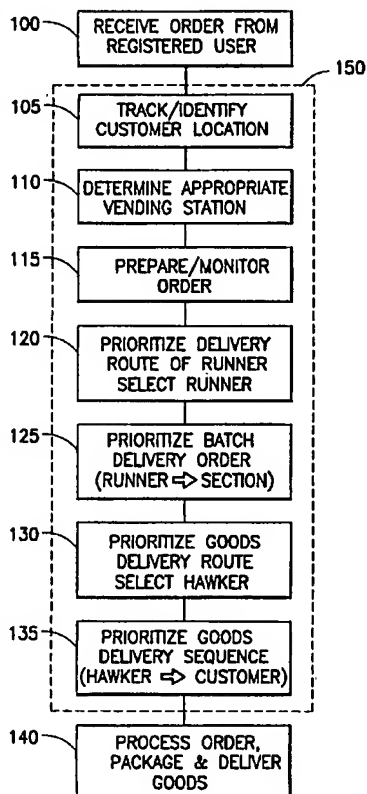 100
RECEIVE ORDER FROM
REGISTERED USER
150
105
TRACK/IDENTIFY
CUSTOMER LOCATION
110
DETERMINE APPROPRIATE
VENDING STATION
115
PREPARE/MONITOR
ORDER
120
PRIORITIZE DELIVERY
ROUTE OF RUNNER
SELECT RUNNER
125
PRIORITIZE BATCH
DELIVERY ORDER
(RUNNER ⇨ SECTION)
130
PRIORITIZE GOODS
DELIVERY ROUTE
SELECT HAWKER
135
PRIORITIZE GOODS
DELIVERY SEQUENCE
(HAWKER ⇨ CUSTOMER)
140
PROCESS ORDER,
PACKAGE & DELIVER
GOODS